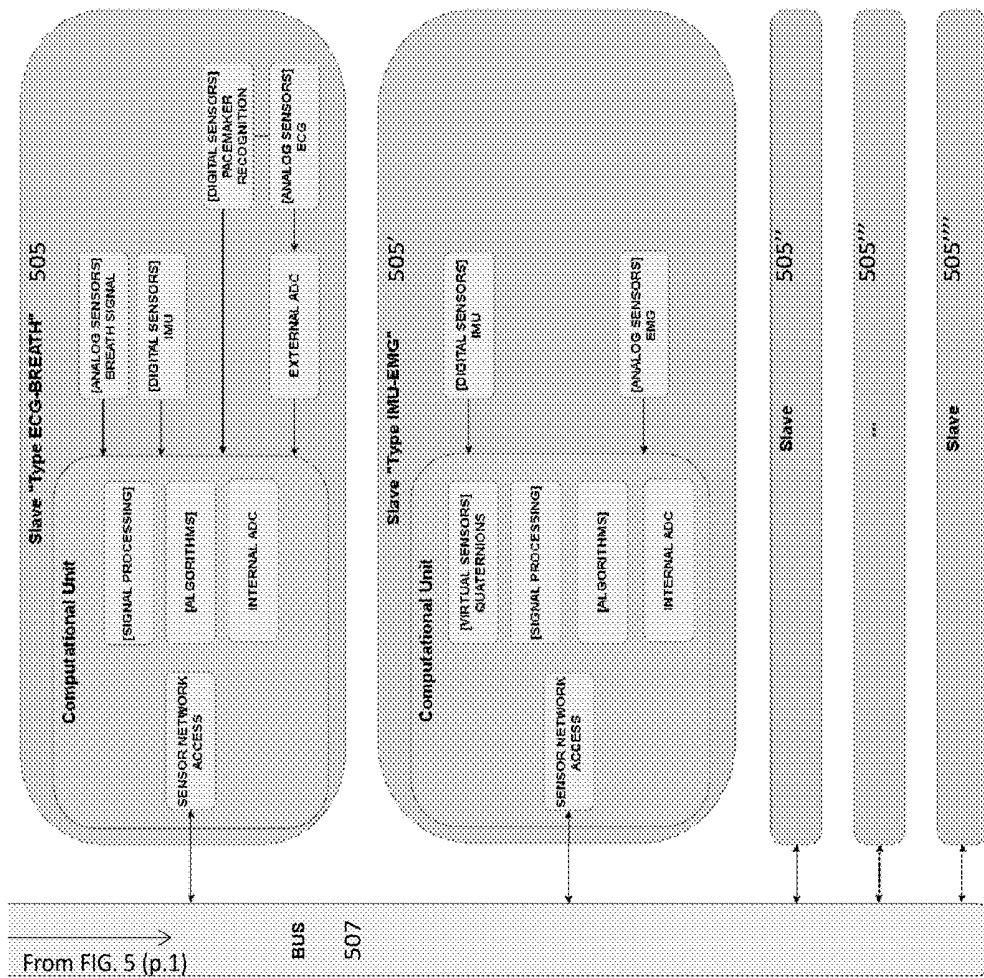 Slave "Type ECG-BREATH" 505
Computational Unit
SENSOR NETWORK
ACCESS
[SIGNAL PROCESSING]
[ALGORITHMS]
INTERNAL ADC
[ANALOG SENSORS]
BREATH SIGNAL
[DIGITAL SENSORS]
IMU
[DIGITAL SENSORS]
PACEMAKER
RECOGNITION
[ANALOG SENSORS]
ECG
EXTERNAL ADC
Slave "Type IMU-EMG" 505'
Computational Unit
SENSOR NETWORK
ACCESS
[VIRTUAL SENSORS]
QUATERNIONS
[SIGNAL PROCESSING]
[ALGORITHMS]
INTERNAL ADC
[DIGITAL SENSORS]
IMU
[ANALOG SENSORS]
EMG
Slave 505''
... 505'''
Slave 505''''
BUS
507
From FIG. 5 (p.1)